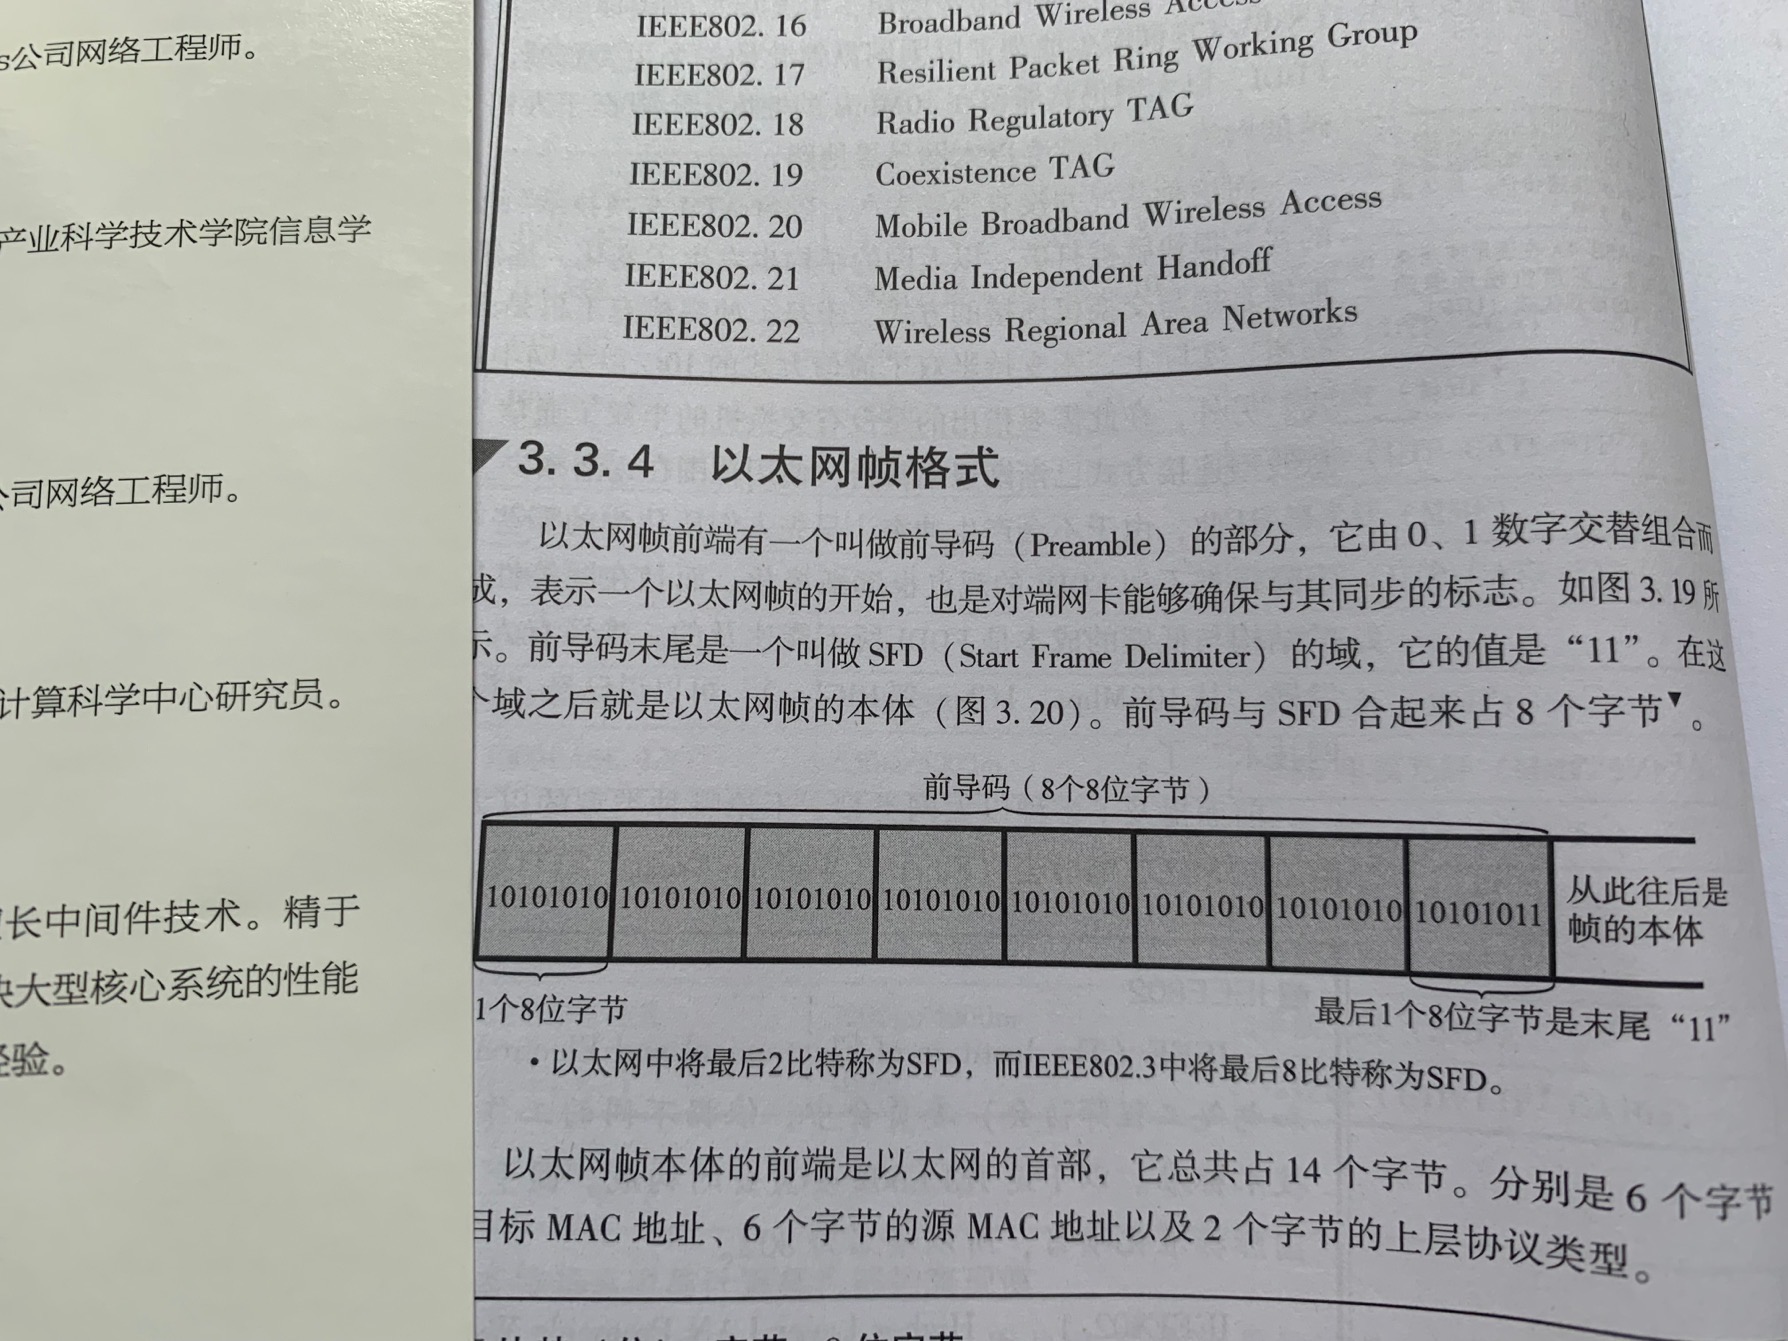 s公司网络工程师。
产业科学技术学院信息学
公司网络工程师。
计算科学中心研究员。
长中间件技术。精于
大型核心系统的性能
经验。
IEEE802. 16 Broadband Wireless Access
IEEE802. 17 Resilient Packet Ring Working Group
IEEE802. 18 Radio Regulatory TAG
IEEE802. 19 Coexistence TAG
IEEE802. 20 Mobile Broadband Wireless Access
IEEE802. 21 Media Independent Handoff
IEEE802. 22 Wireless Regional Area Networks
3. 3. 4 以太网帧格式
以太网帧前端有一个叫做前导码（Preamble）的部分，它由 0、1 数字交替组合而
成，表示一个以太网帧的开始，也是对端网卡能够确保与其同步的标志。如图 3. 19 所
示。前导码末尾是一个叫做 SFD（Start Frame Delimiter）的域，它的值是“11”。在这
个域之后就是以太网帧的本体（图 3. 20）。前导码与 SFD 合起来占 8 个字节▼。
前导码（8个8位字节）
10101010 10101010 10101010 10101010 10101010 10101010 10101010 10101011
从此往后是
帧的本体
1个8位字节
最后1个8位字节是末尾“11”
・以太网中将最后2比特称为SFD，而IEEE802.3中将最后8比特称为SFD。
以太网帧本体的前端是以太网的首部，它总共占 14 个字节。分别是 6 个字节
目标 MAC 地址、6 个字节的源 MAC 地址以及 2 个字节的上层协议类型。